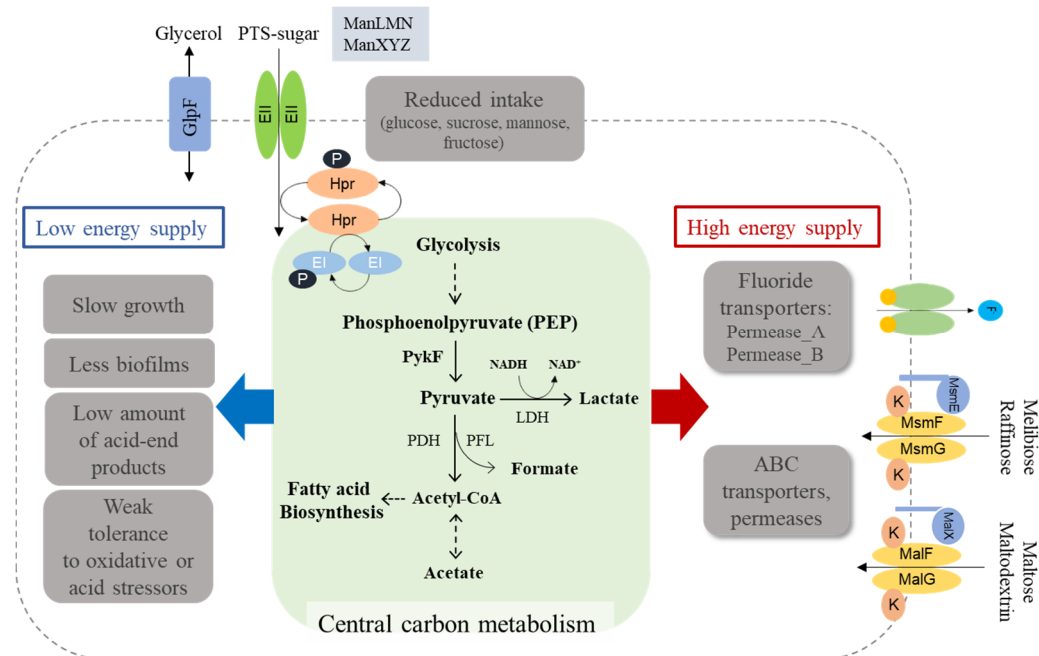 Glycerol
PTS-sugar
ManLMN
ManXYZ
GlpF
EII
EII
Reduced intake
(glucose, sucrose, mannose,
fructose)
P
Hpr
Hpr
EI
EI
P
Low energy supply
Slow growth
Less biofilms
Low amount
of acid-end
products
Weak
tolerance
to oxidative or
acid stressors
Glycolysis
Phosphoenolpyruvate (PEP)
PykF
NADH
NAD⁺
Pyruvate
Lactate
LDH
PDH
PFL
Formate
Fatty acid
Biosynthesis
Acetyl-CoA
Acetate
Central carbon metabolism
High energy supply
Fluoride
transporters:
Permease_A
Permease_B
F
ABC
transporters,
permeases
K
MsmE
MsmF
MsmG
K
Melibiose
Raffinose
K
MalX
MalF
MalG
K
Maltose
Maltodextrin